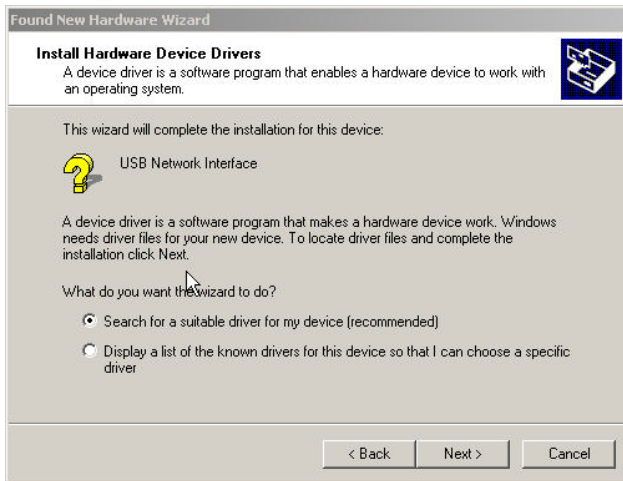 Found New Hardware Wizard
Install Hardware Device Drivers
A device driver is a software program that enables a hardware device to work with
an operating system.
This wizard will complete the installation for this device:
USB Network Interface
A device driver is a software program that makes a hardware device work. Windows
needs driver files for your new device. To locate driver files and complete the
installation click Next.
What do you want the wizard to do?
Search for a suitable driver for my device (recommended)
Display a list of the known drivers for this device so that I can choose a specific
driver
< Back
Next >
Cancel